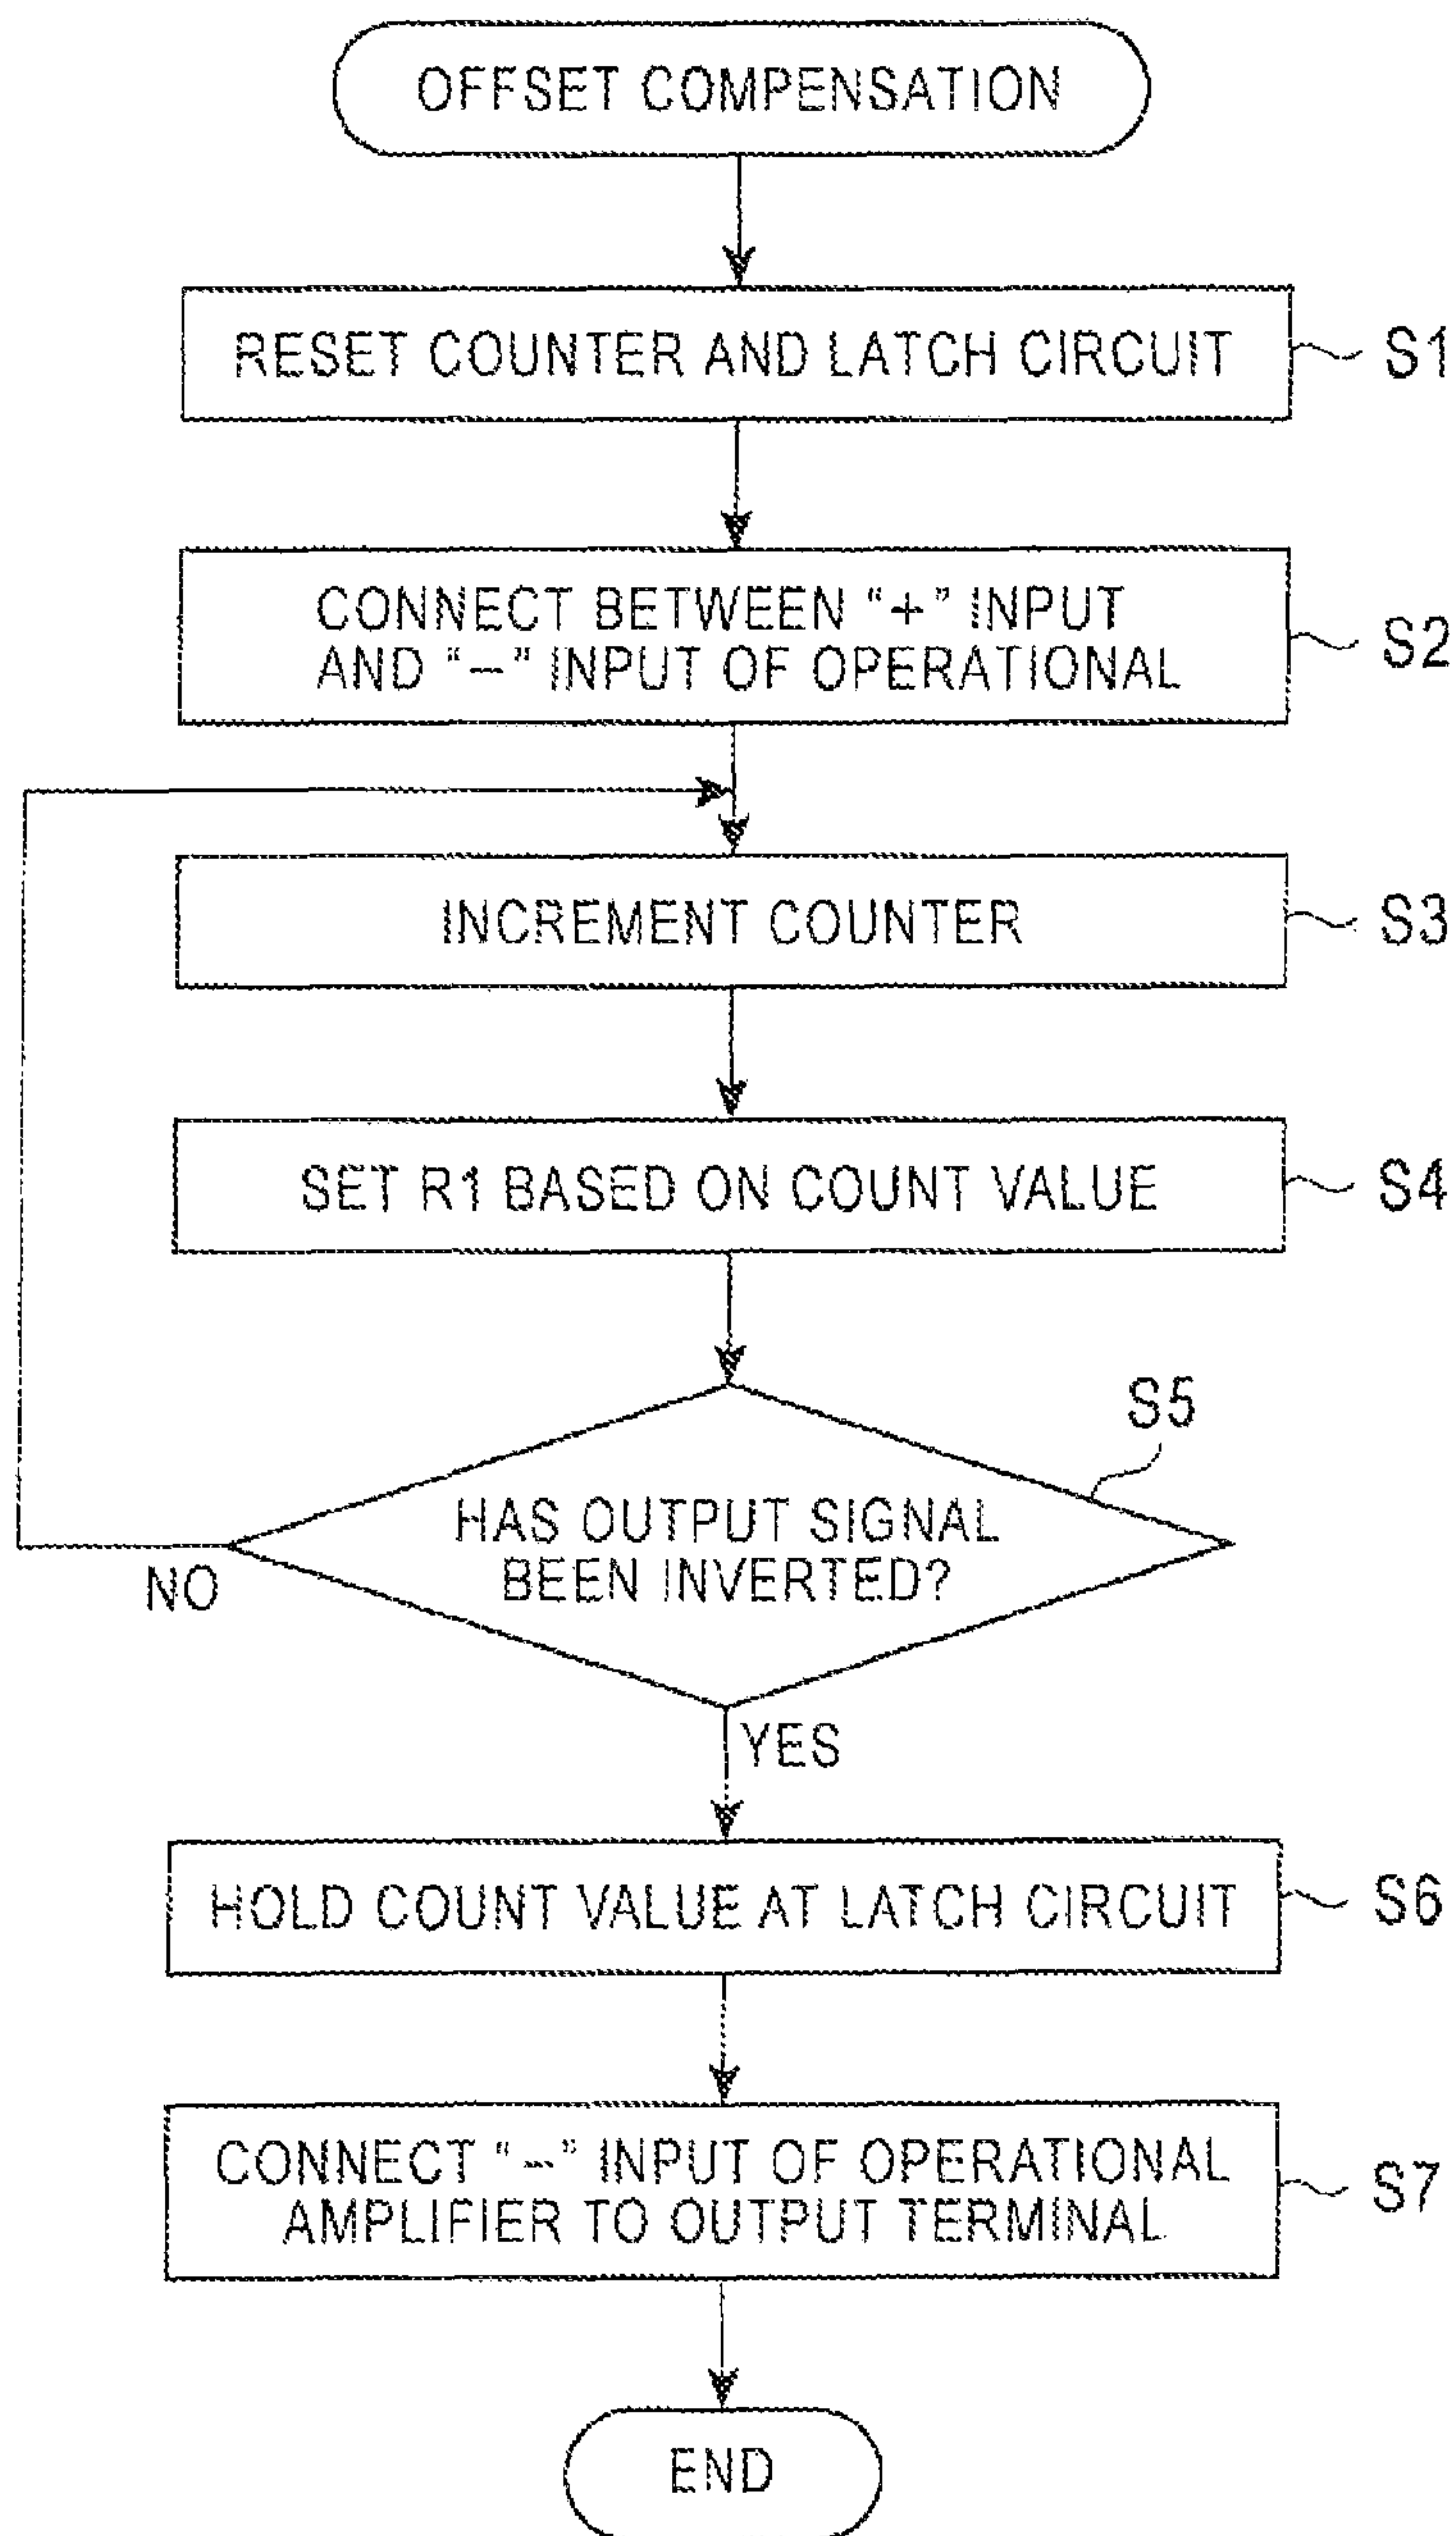 OFFSET COMPENSATION
RESET COUNTER AND LATCH CIRCUIT
S1
CONNECT BETWEEN “+” INPUT
AND “–” INPUT OF OPERATIONAL
S2
INCREMENT COUNTER
S3
SET R1 BASED ON COUNT VALUE
S4
S5
HAS OUTPUT SIGNAL
BEEN INVERTED?
NO
YES
HOLD COUNT VALUE AT LATCH CIRCUIT
S6
CONNECT “–” INPUT OF OPERATIONAL
AMPLIFIER TO OUTPUT TERMINAL
S7
END